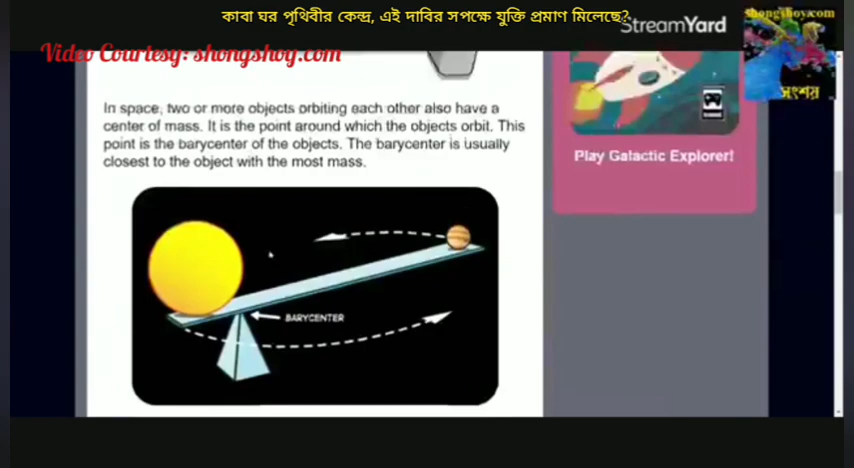 কাবা ঘর পৃথিবীর কেন্দ্র, এই দাবির সপক্ষে যুক্তি প্রমাণ মিলেছে?
StreamYard
shongshoy.com
Video Courtesy: shongshoy.com
সংশয়
In space, two or more objects orbiting each other also have a
center of mass. It is the point around which the objects orbit. This
point is the barycenter of the objects. The barycenter is usually
closest to the object with the most mass.
Play Galactic Explorer!
BARYCENTER